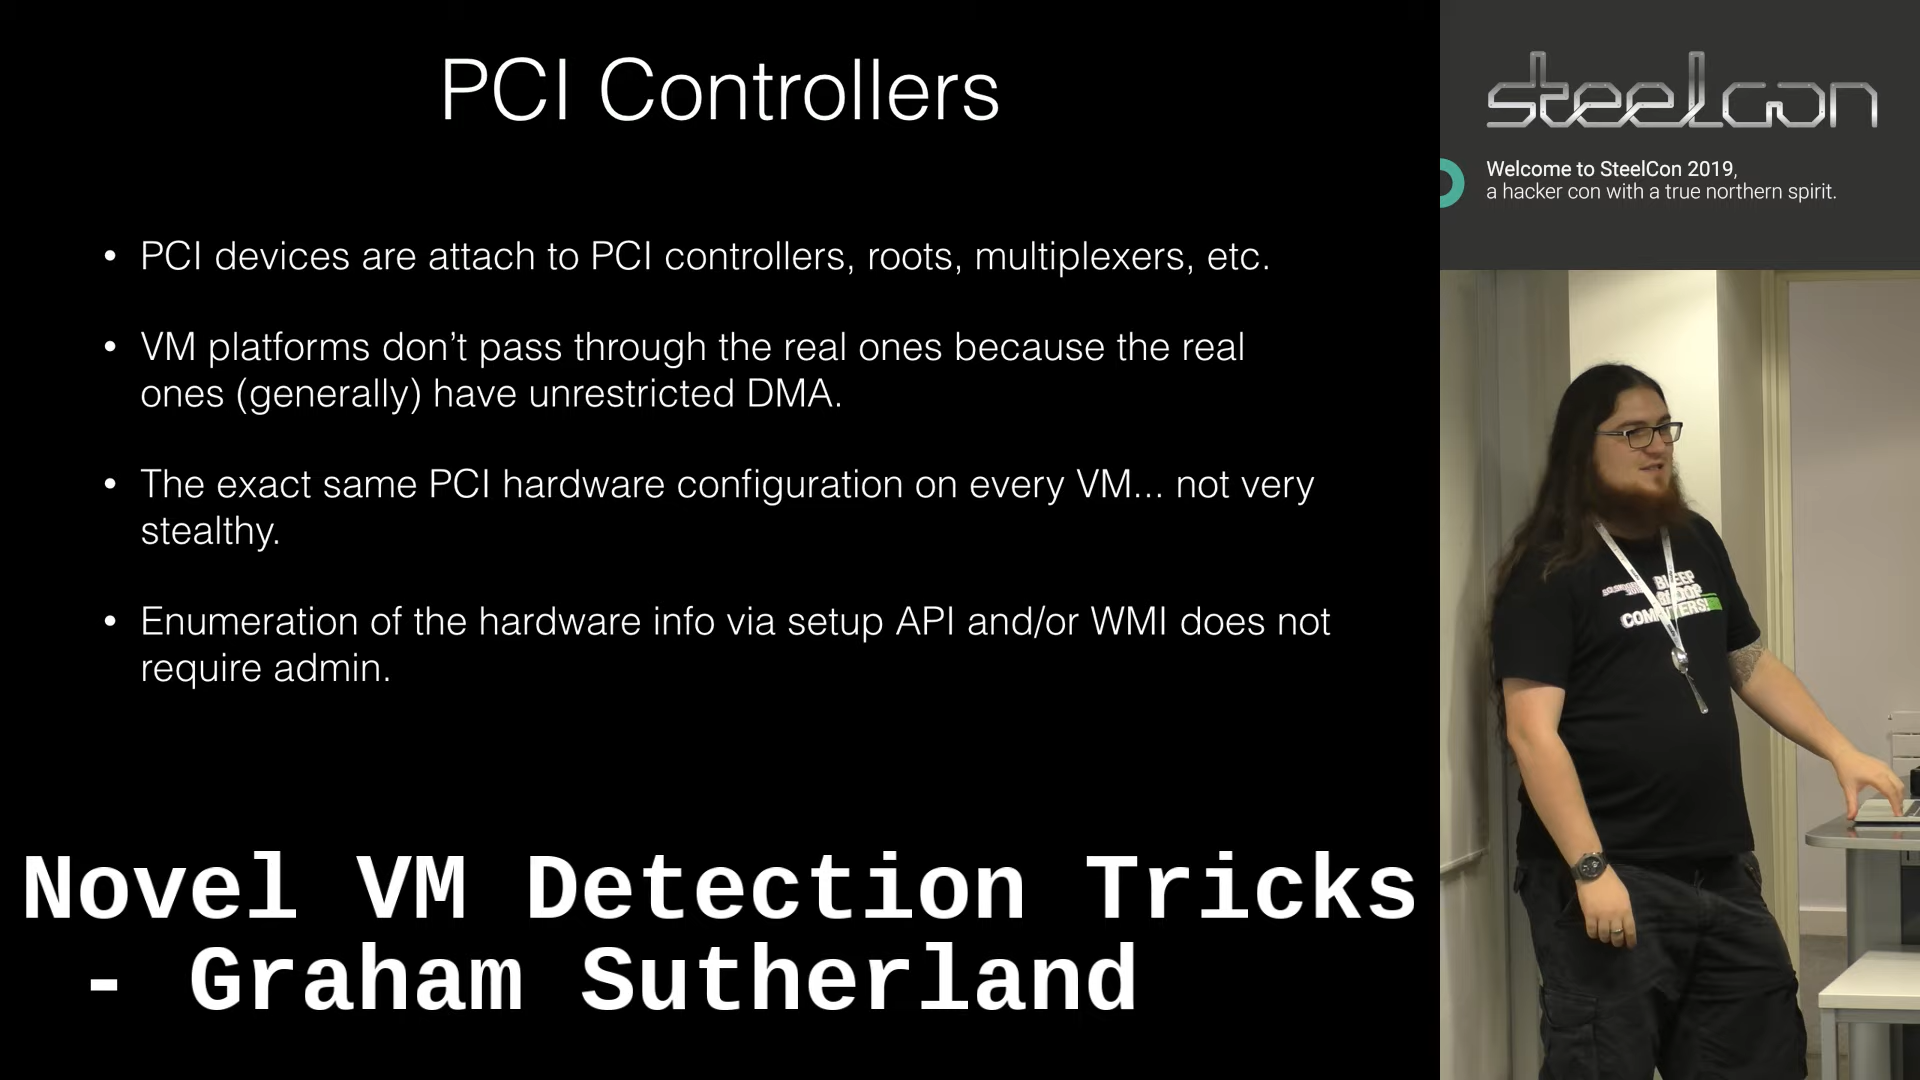 PCI Controllers
• PCI devices are attach to PCI controllers, roots, multiplexers, etc.
• VM platforms don’t pass through the real ones because the real
ones (generally) have unrestricted DMA.
• The exact same PCI hardware configuration on every VM... not very
stealthy.
• Enumeration of the hardware info via setup API and/or WMI does not
require admin.
Novel VM Detection Tricks
- Graham Sutherland
steelcon
Welcome to SteelCon 2019,
a hacker con with a true northern spirit.
BLEEP
BLOOP
COMPUTERS!